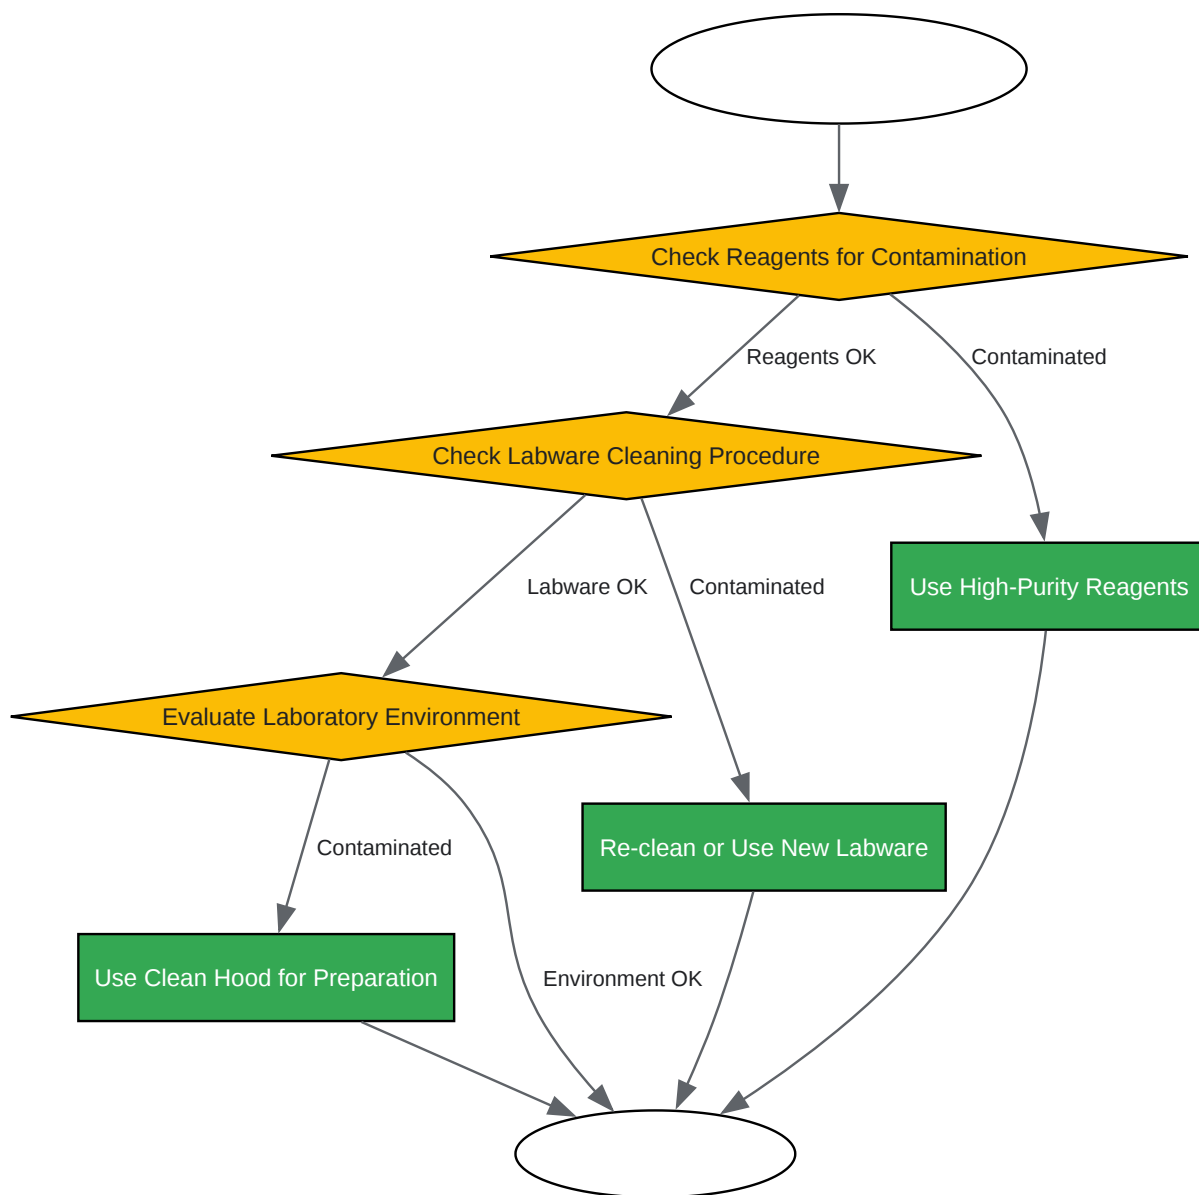 Check Reagents for Contamination
Reagents OK
Contaminated
Check Labware Cleaning Procedure
Labware OK
Contaminated
Use High-Purity Reagents
Evaluate Laboratory Environment
Contaminated
Re-clean or Use New Labware
Use Clean Hood for Preparation
Environment OK